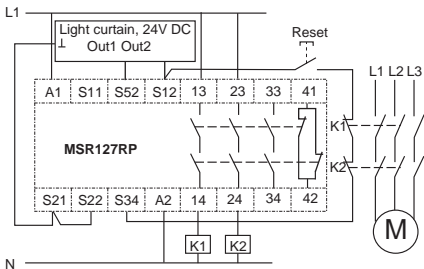 L1
Light curtain, 24V DC
Out1 Out2
Reset
L1 L2 L3
A1 S11 S52 S12 13 23 33 41
K1
MSR127RP
K2
S21 S22 S34 A2 14 24 34 42
K1 K2
M
N